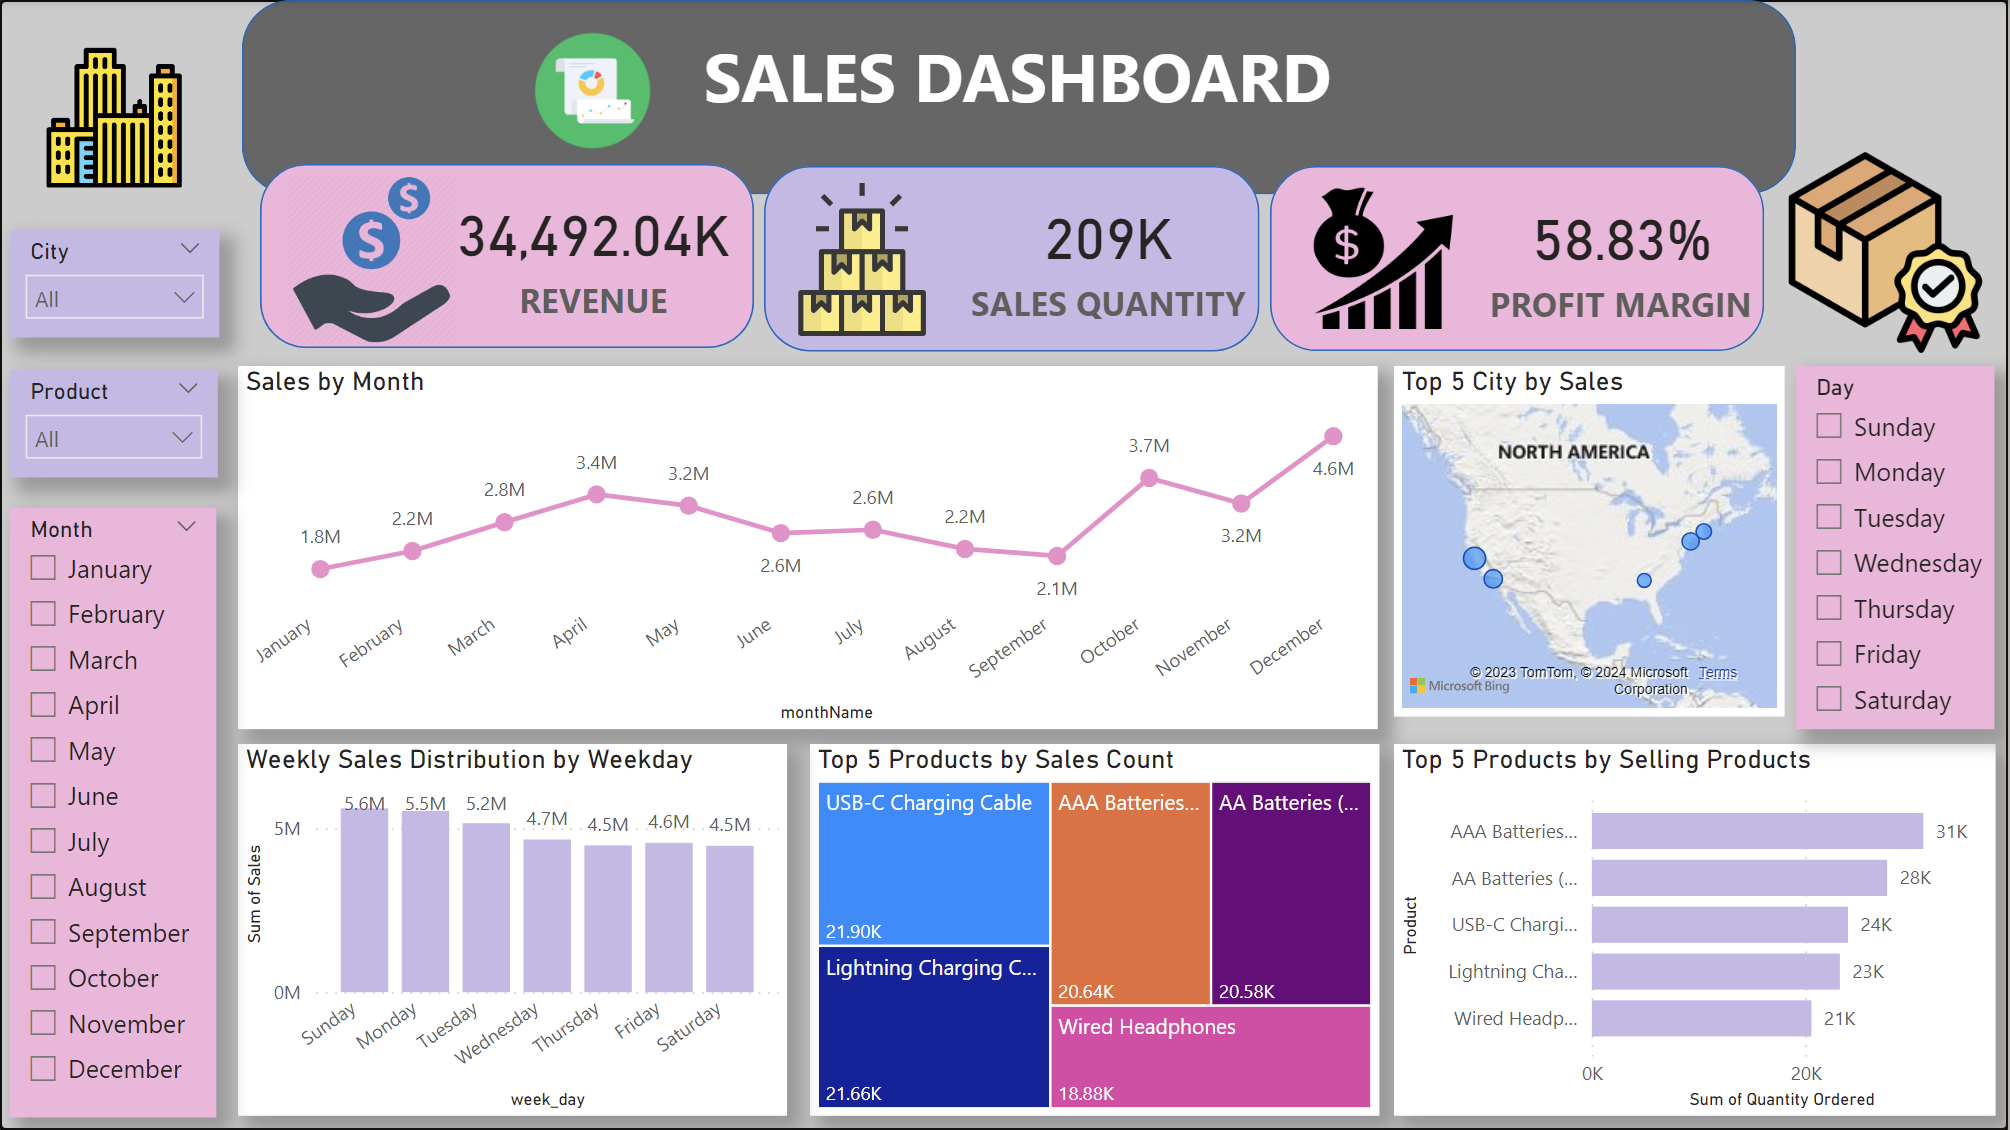 SALES DASHBOARD
34,492.04K
REVENUE
209K
SALES QUANTITY
58.83%
PROFIT MARGIN
City
All
Product
All
Month
January
February
March
April
May
June
July
August
September
October
November
December
Sales by Month
1.8M
2.2M
2.8M
3.4M
3.2M
2.6M
2.6M
2.2M
2.1M
3.7M
3.2M
4.6M
January
February
March
April
May
June
July
August
September
October
November
December
monthName
Top 5 City by Sales
NORTH AMERICA
© 2023 TomTom, © 2024 Microsoft Corporation Terms
Microsoft Bing
Day
Sunday
Monday
Tuesday
Wednesday
Thursday
Friday
Saturday
Weekly Sales Distribution by Weekday
Sum of Sales
5M
0M
5.6M
5.5M
5.2M
4.7M
4.5M
4.6M
4.5M
Sunday
Monday
Tuesday
Wednesday
Thursday
Friday
Saturday
week_day
Top 5 Products by Sales Count
USB-C Charging Cable
21.90K
Lightning Charging C...
21.66K
AAA Batteries...
20.64K
AA Batteries (...
20.58K
Wired Headphones
18.88K
Top 5 Products by Selling Products
Product
AAA Batteries...
31K
AA Batteries (...
28K
USB-C Chargi...
24K
Lightning Cha...
23K
Wired Headp...
21K
0K
20K
Sum of Quantity Ordered